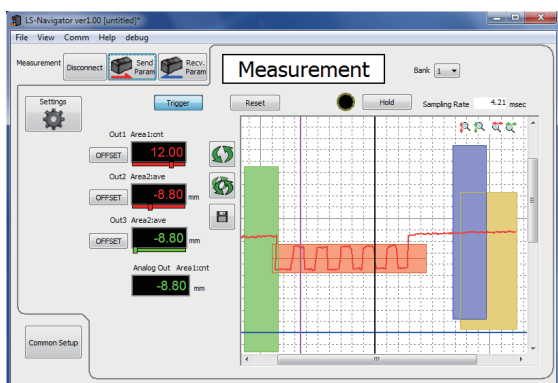 LS-Navigator ver1.00 [untitled]*
File View Comm Help debug
Measurement
Disconnect
Send Param
Recv. Param
Measurement
Bank 1
Settings
Trigger
Reset
Hold
Sampling Rate 4.21 msec
Out1 Area1:cnt
OFFSET 12.00
Out2 Area2:ave
OFFSET -8.80 mm
Out3 Area2:ave
OFFSET -8.80 mm
Analog Out Area1:cnt
-8.80 mm
Common Setup